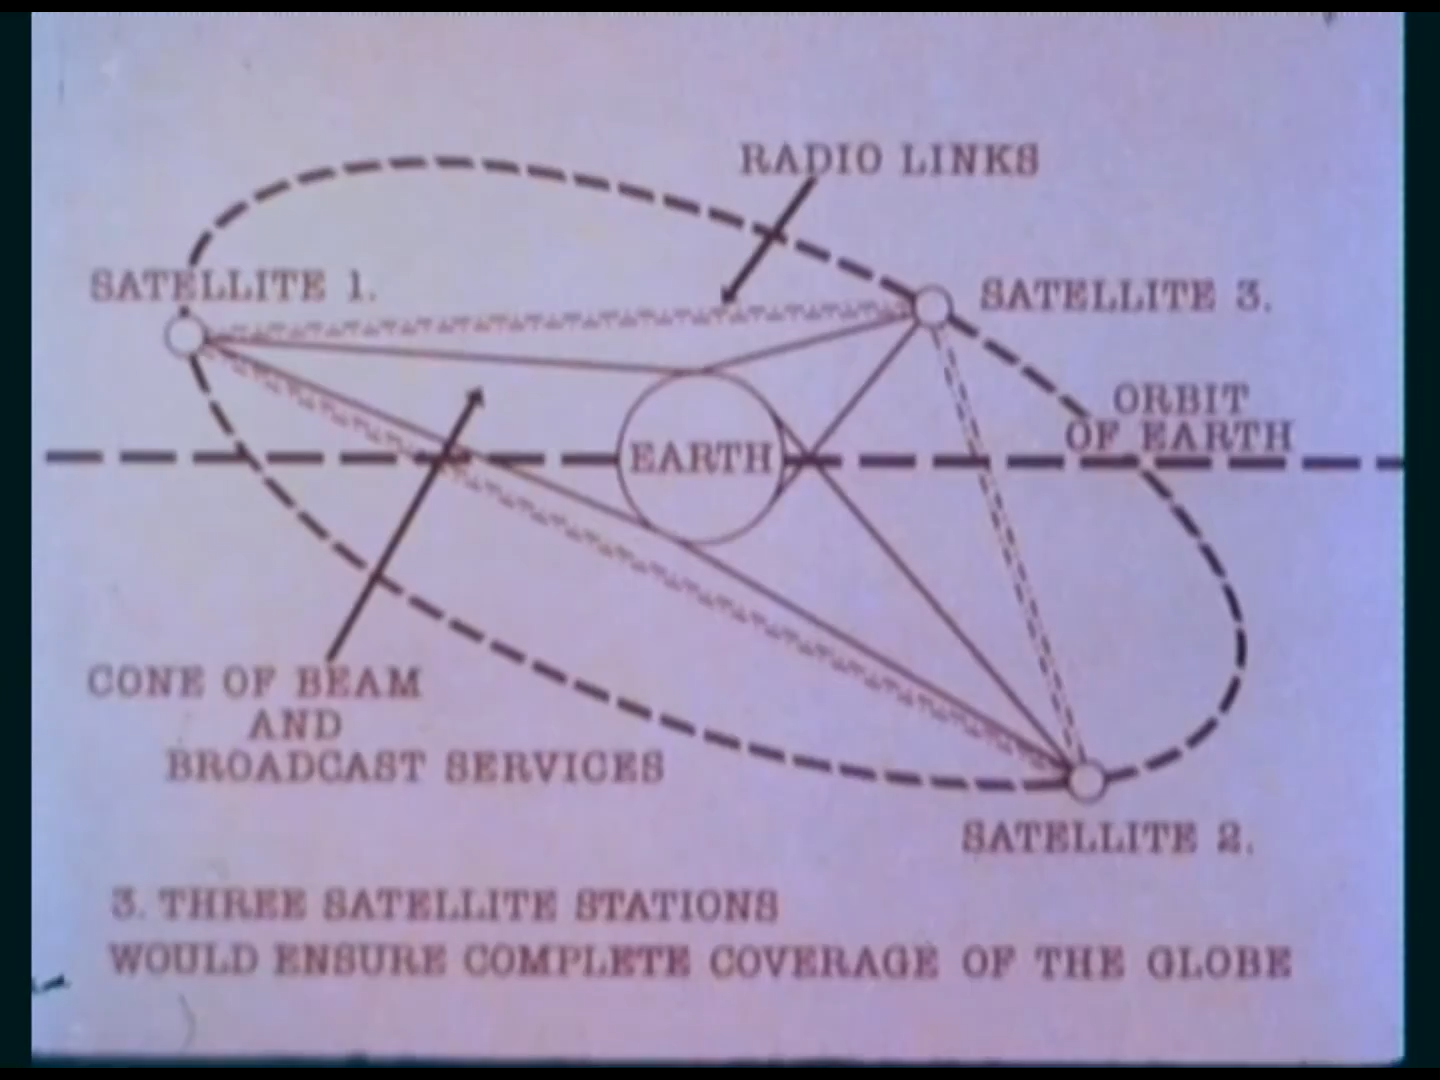 RADIO LINKS
SATELLITE 1.
SATELLITE 3.
ORBIT
OF EARTH
EARTH
CONE OF BEAM
AND
BROADCAST SERVICES
SATELLITE 2.
3. THREE SATELLITE STATIONS
WOULD ENSURE COMPLETE COVERAGE OF THE GLOBE